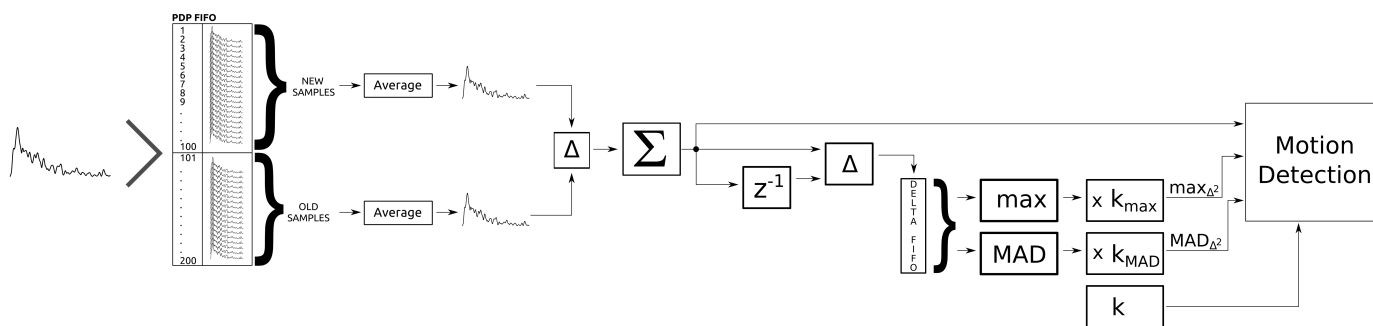 PDP FIFO
1
2
3
4
5
6
7
8
9
.
.
.
.
100
101
.
.
.
.
.
.
.
.
.
200
NEW
SAMPLES
OLD
SAMPLES
Average
Average
Δ
Σ
z-1
Δ
DELTA FIFO
max
MAD
x kmax
x kMAD
k
maxΔ2
MADΔ2
Motion
Detection